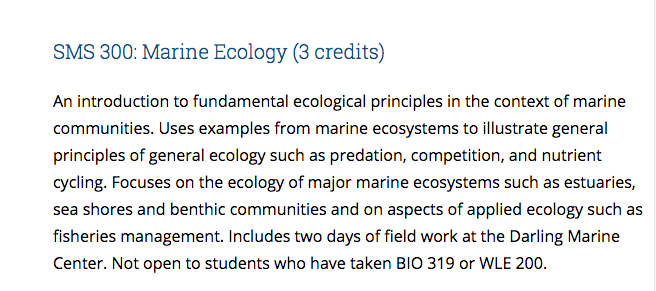 SMS 300: Marine Ecology (3 credits)
An introduction to fundamental ecological principles in the context of marine
communities. Uses examples from marine ecosystems to illustrate general
principles of general ecology such as predation, competition, and nutrient
cycling. Focuses on the ecology of major marine ecosystems such as estuaries,
sea shores and benthic communities and on aspects of applied ecology such as
fisheries management. Includes two days of field work at the Darling Marine
Center. Not open to students who have taken BIO 319 or WLE 200.